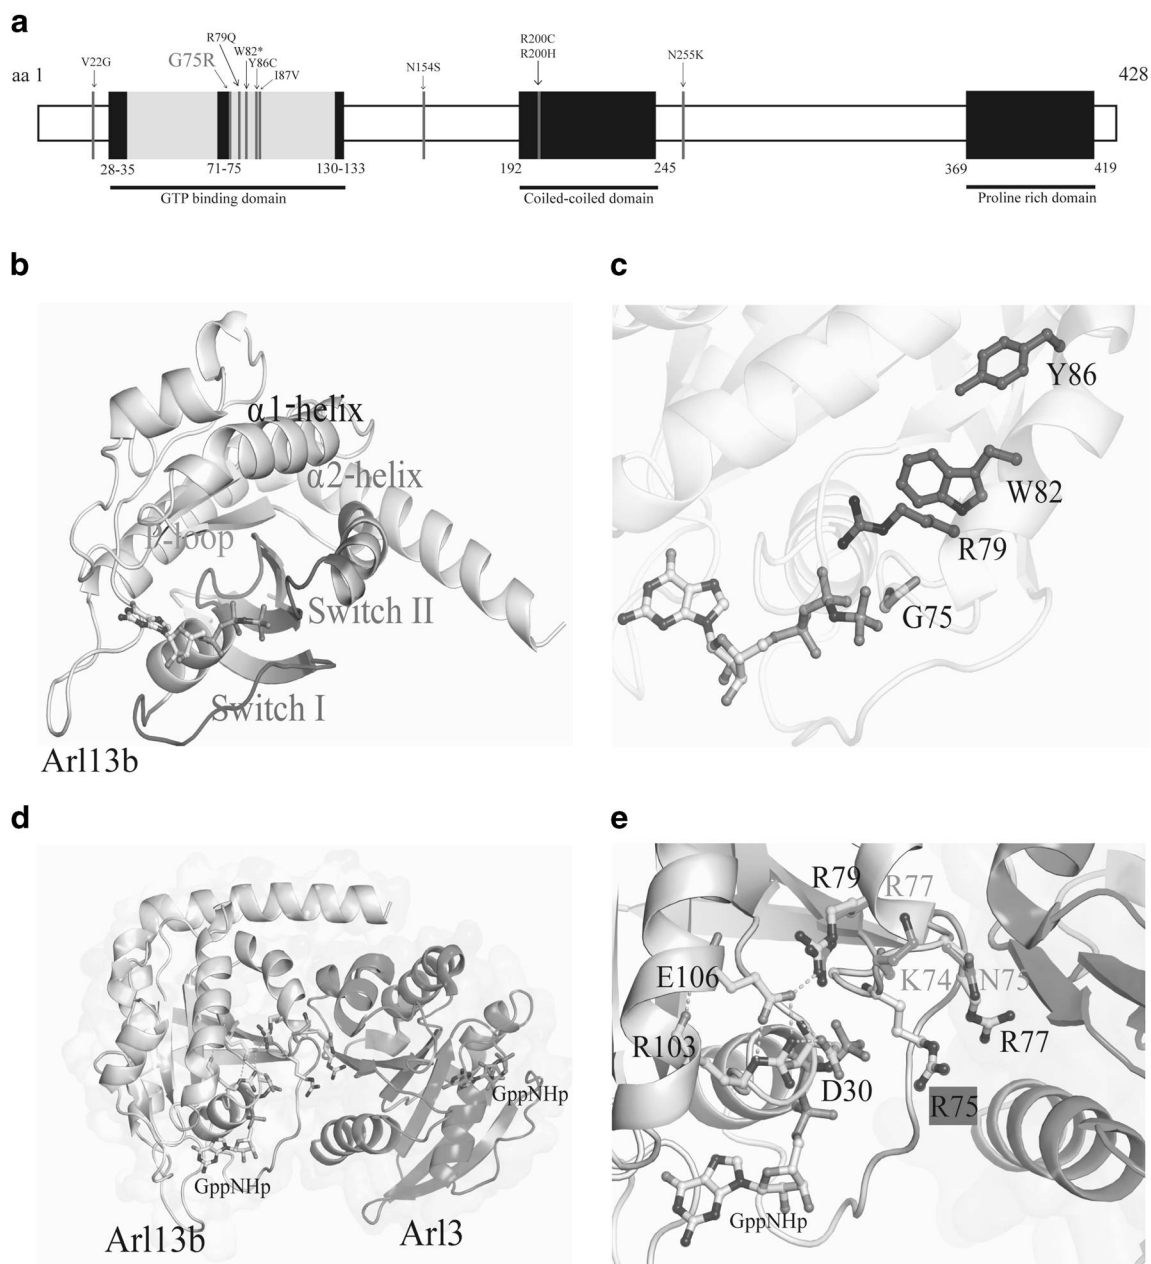 a
R79Q
R200C
W82*
R200H
G75R
Y86C
N255K
aa 1
V22G
I87V
N154S
428
28-35
71-75
130-133
192
245
369
419
GTP binding domain
Coiled-coiled domain
Proline rich domain
b
α1-helix
α2-helix
P-loop
Switch II
Switch I
Arl13b
c
Y86
W82
R79
G75
d
GppNHp
GppNHp
Arl13b
Arl3
e
R79
R77
E106
K74
N75
R103
R77
D30
R75
GppNHp